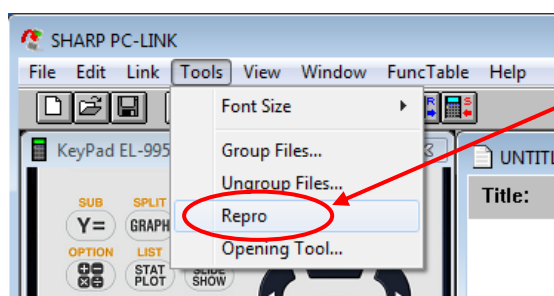 SHARP PC-LINK
File Edit Link Tools View Window FuncTable Help
Font Size
KeyPad EL-995
Group Files...
UNTITL
Ungroup Files...
Title:
SUB SPLIT
Repro
Y= GRAPH
Opening Tool...
OPTION LIST
STAT PLOT SLIDE SHOW